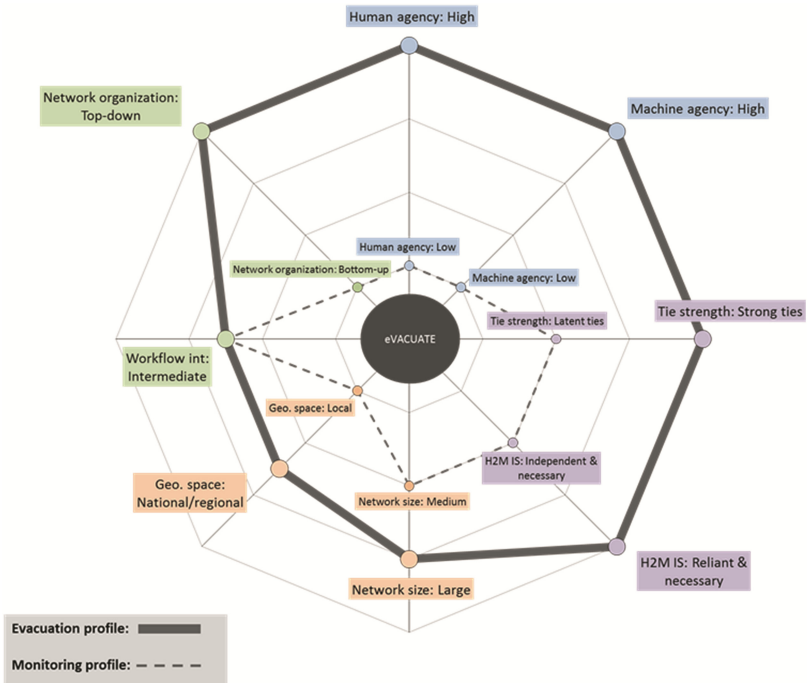 Human agency: High
Network organization:
Top-down
Machine agency: High
Human agency: Low
Network organization: Bottom-up
Machine agency: Low
Tie strength: Strong ties
Tie strength: Latent ties
eVACUATE
Workflow int:
Intermediate
Geo. space: Local
H2M IS: Independent &
necessary
Geo. space:
National/regional
Network size: Medium
Network size: Large
H2M IS: Reliant &
necessary
Evacuation profile:
Monitoring profile: